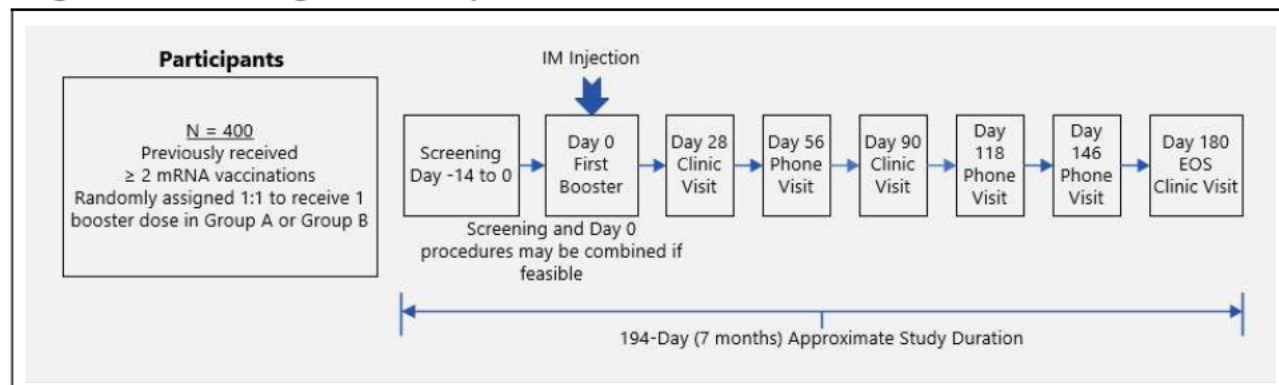 Participants
N = 400
Previously received
≥ 2 mRNA vaccinations
Randomly assigned 1:1 to receive 1
booster dose in Group A or Group B
IM Injection
Screening
Day -14 to 0
Day 0
First
Booster
Day 28
Clinic
Visit
Day 56
Phone
Visit
Day 90
Clinic
Visit
Day
118
Phone
Visit
Day
146
Phone
Visit
Day 180
EOS
Clinic Visit
Screening and Day 0
procedures may be combined if
feasible
194-Day (7 months) Approximate Study Duration